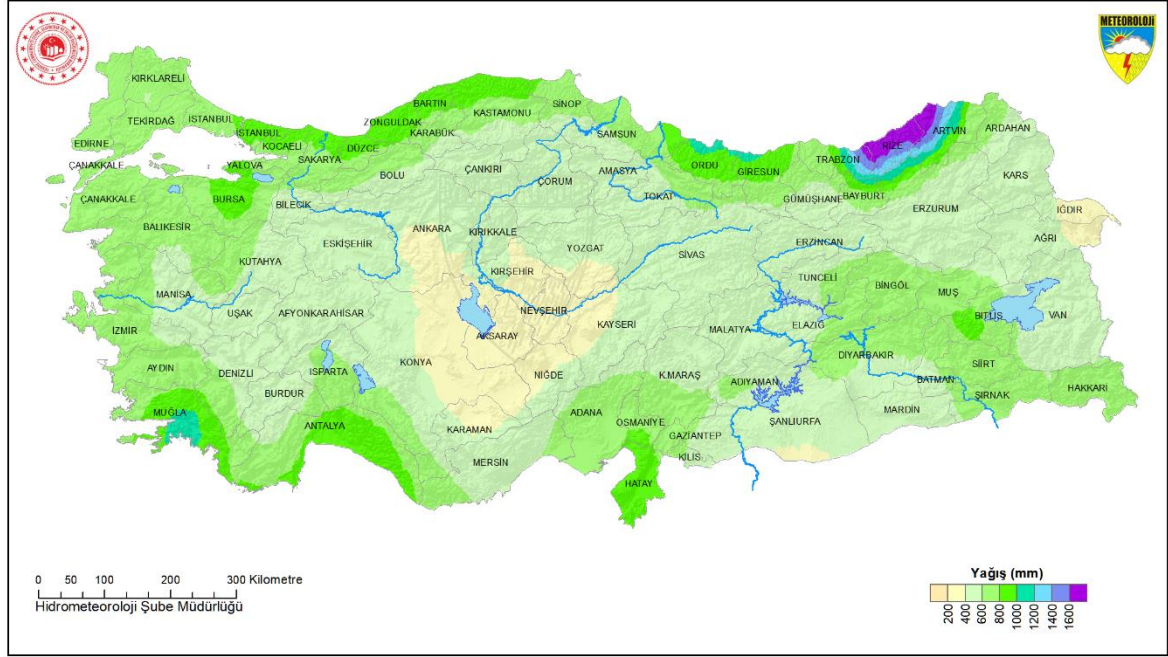 METEOROLOJİ
KIRKLARELİ
TEKİRDAĞ
İSTANBUL
EDİRNE
ÇANAKKALE
İSTANBUL
KOCAELİ
YALOVA
SAKARYA
DÜZCE
ZONGULDAK
BARTIN
KARABÜK
KASTAMONU
SİNOP
SAMSUN
ORDU
GİRESUN
TRABZON
RİZE
ARTVİN
ARDAHAN
KARS
IĞDIR
AĞRI
ÇANAKKALE
BURSA
BİLECİK
BOLU
ÇANKIRI
ÇORUM
AMASYA
TOKAT
GÜMÜŞHANE
BAYBURT
ERZURUM
BALIKESİR
KÜTAHYA
ESKİŞEHİR
ANKARA
KIRIKKALE
YOZGAT
SİVAS
ERZİNCAN
TUNCELİ
BİNGÖL
MUŞ
BİTLİS
VAN
MANİSA
UŞAK
AFYONKARAHİSAR
KIRŞEHİR
NEVŞEHİR
AKSARAY
KAYSERİ
MALATYA
ELAZIĞ
DİYARBAKIR
SİİRT
BATMAN
ŞIRNAK
HAKKARİ
İZMİR
AYDIN
DENİZLİ
ISPARTA
BURDUR
KONYA
NİĞDE
K.MARAŞ
ADIYAMAN
ŞANLIURFA
MARDİN
MUĞLA
ANTALYA
KARAMAN
MERSİN
ADANA
OSMANİYE
GAZİANTEP
KİLİS
HATAY
0 50 100 200 300 Kilometre
Hidrometeoroloji Şube Müdürlüğü
Yağış (mm)
200 400 600 800 1000 1200 1400 1600